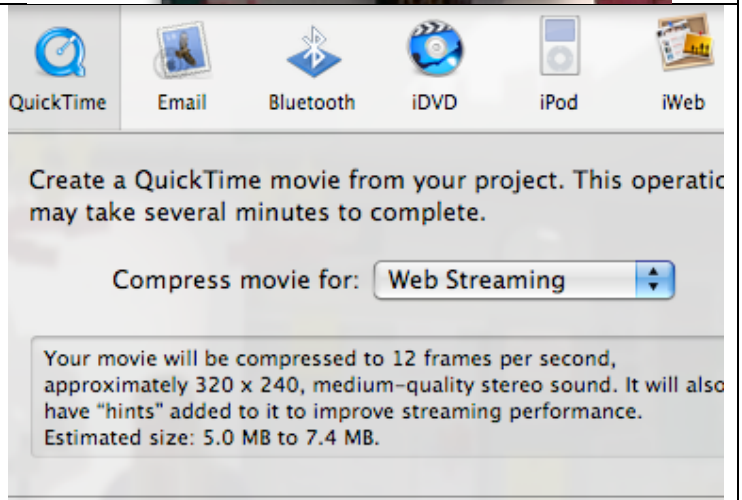 QuickTime Email Bluetooth iDVD iPod iWeb
Create a QuickTime movie from your project. This operatio
may take several minutes to complete.
Compress movie for: Web Streaming
Your movie will be compressed to 12 frames per second,
approximately 320 x 240, medium-quality stereo sound. It will also
have “hints” added to it to improve streaming performance.
Estimated size: 5.0 MB to 7.4 MB.